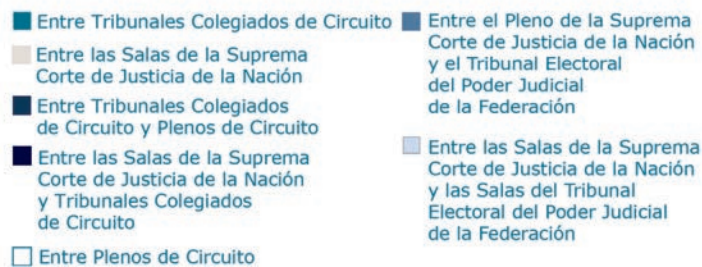 Entre Tribunales Colegiados de Circuito
Entre las Salas de la Suprema
Corte de Justicia de la Nación
Entre Tribunales Colegiados
de Circuito y Plenos de Circuito
Entre las Salas de la Suprema
Corte de Justicia de la Nación
y Tribunales Colegiados
de Circuito
Entre Plenos de Circuito
Entre el Pleno de la Suprema
Corte de Justicia de la Nación
y el Tribunal Electoral
del Poder Judicial
de la Federación
Entre las Salas de la Suprema
Corte de Justicia de la Nación
y las Salas del Tribunal
Electoral del Poder Judicial
de la Federación